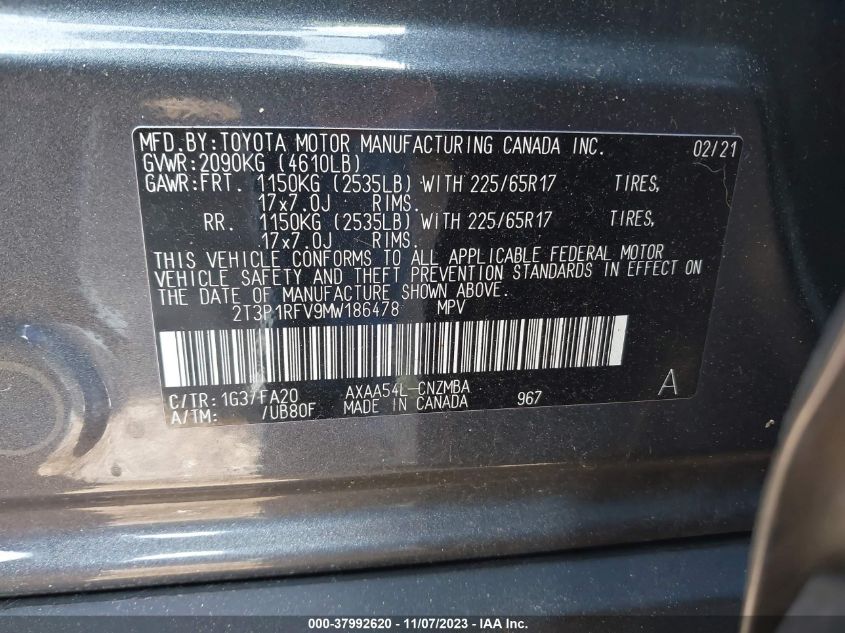 MFD.BY:TOYOTA MOTOR MANUFACTURING CANADA INC. 02/21
GVWR:2090KG (4610LB)
GAWR:FRT. 1150KG (2535LB) WITH 225/65R17 TIRES,
17x7.0J RIMS.
RR. 1150KG (2535LB) WITH 225/65R17 TIRES,
17x7.0J RIMS.
THIS VEHICLE CONFORMS TO ALL APPLICABLE FEDERAL MOTOR
VEHICLE SAFETY AND THEFT PREVENTION STANDARDS IN EFFECT ON
THE DATE OF MANUFACTURE SHOWN ABOVE.
2T3P1RFV9MW186478 MPV
C/TR:1G3/FA20 AXAA54L-CNZMBA A
A/TM: /UB80F MADE IN CANADA 967
000-37992620 - 11/07/2023 - IAA Inc.